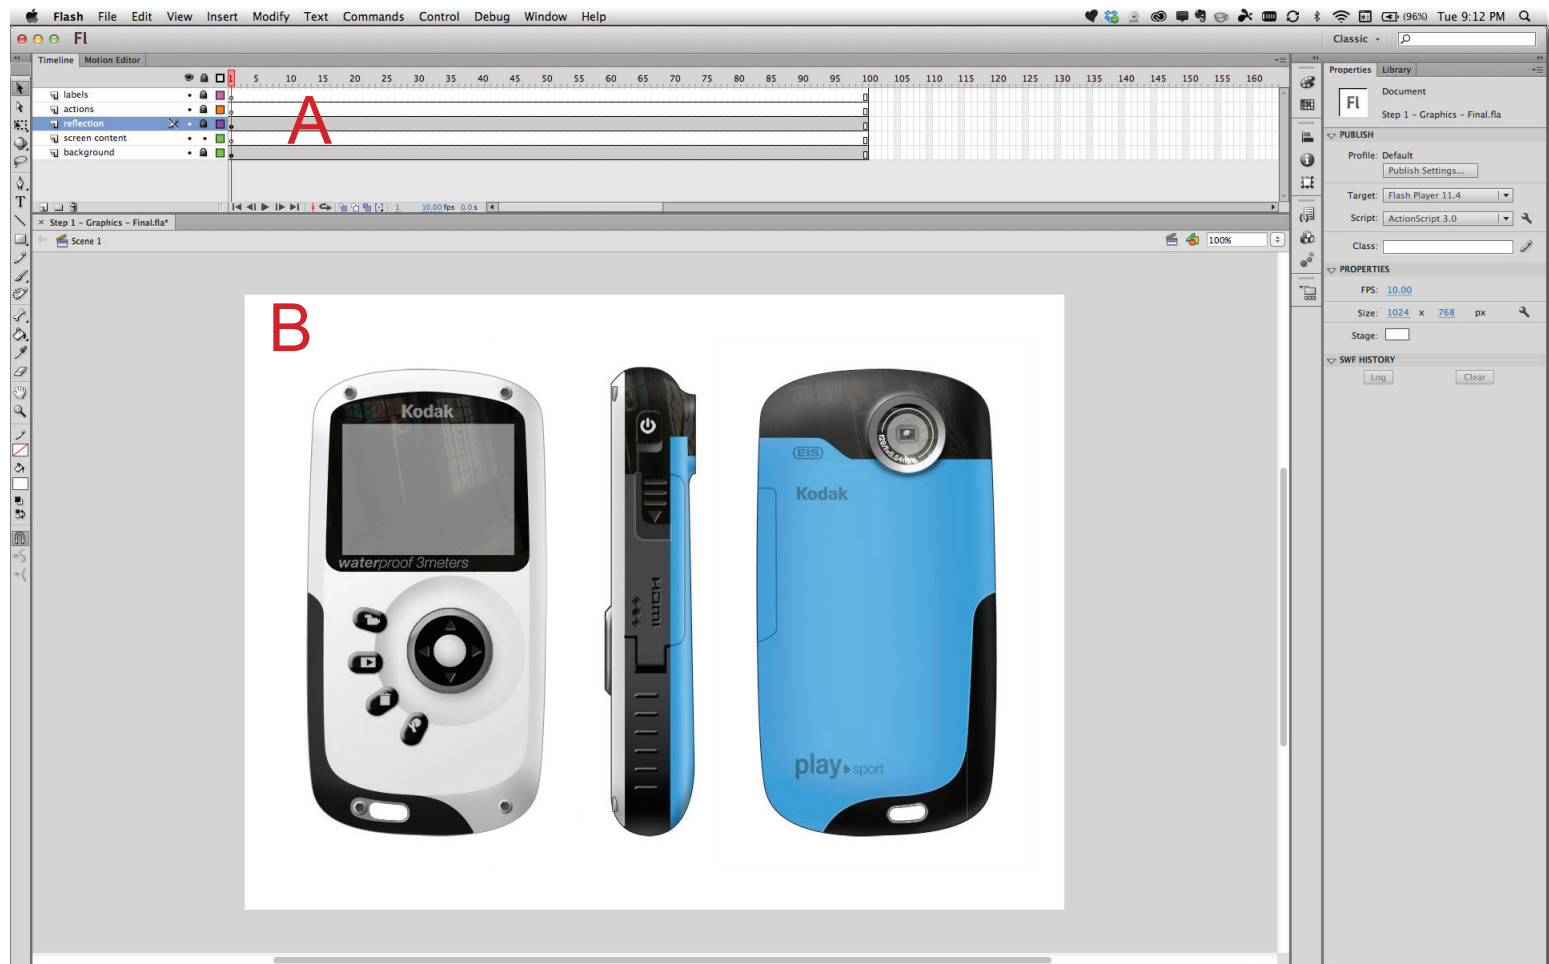 Flash File Edit View Insert Modify Text Commands Control Debug Window Help (96%) Tue 9:12 PM
Fl Classic
Timeline Motion Editor
1 5 10 15 20 25 30 35 40 45 50 55 60 65 70 75 80 85 90 95 100 105 110 115 120 125 130 135 140 145 150 155 160
labels
actions
reflection
screen content
background
A
1 10.00 fps 0.0 s
× Step 1 – Graphics – Final.fla*
Scene 1 100%
B
Kodak
waterproof 3meters
HDMI
EIS
Kodak
play sport
Properties Library
Fl
Document
Step 1 – Graphics – Final.fla
PUBLISH
Profile: Default
Publish Settings...
Target: Flash Player 11.4
Script: ActionScript 3.0
Class:
PROPERTIES
FPS: 10.00
Size: 1024 x 768 px
Stage:
SWF HISTORY
Log Clear